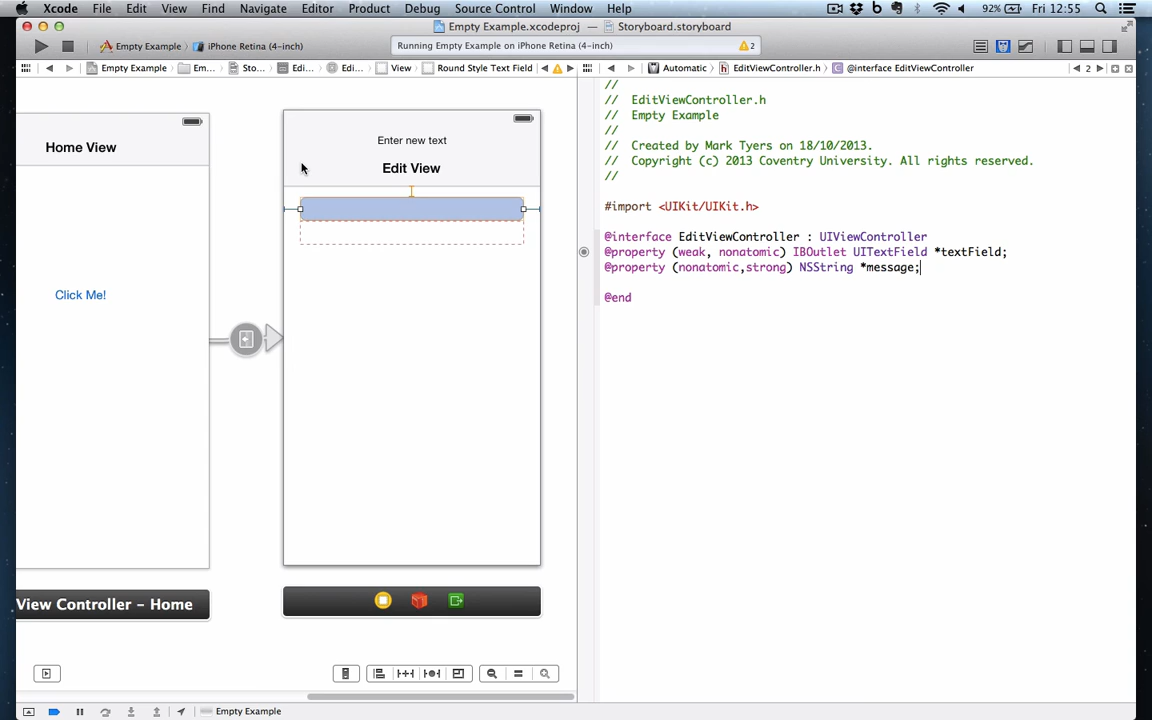 Xcode File Edit View Find Navigate Editor Product Debug Source Control Window Help 92% Fri 12:55
Empty Example.xcodeproj — Storyboard.storyboard
Empty Example › iPhone Retina (4-inch) Running Empty Example on iPhone Retina (4-inch) 2
Empty Example › Em... › Sto... › Edi... › Edi... › View › Round Style Text Field
Automatic › EditViewController.h › @interface EditViewController 2
Home View
Click Me!
View Controller – Home
Enter new text
Edit View
//
//  EditViewController.h
//  Empty Example
//
//  Created by Mark Tyers on 18/10/2013.
//  Copyright (c) 2013 Coventry University. All rights reserved.
//
#import <UIKit/UIKit.h>
@interface EditViewController : UIViewController
@property (weak, nonatomic) IBOutlet UITextField *textField;
@property (nonatomic,strong) NSString *message;
@end
Empty Example